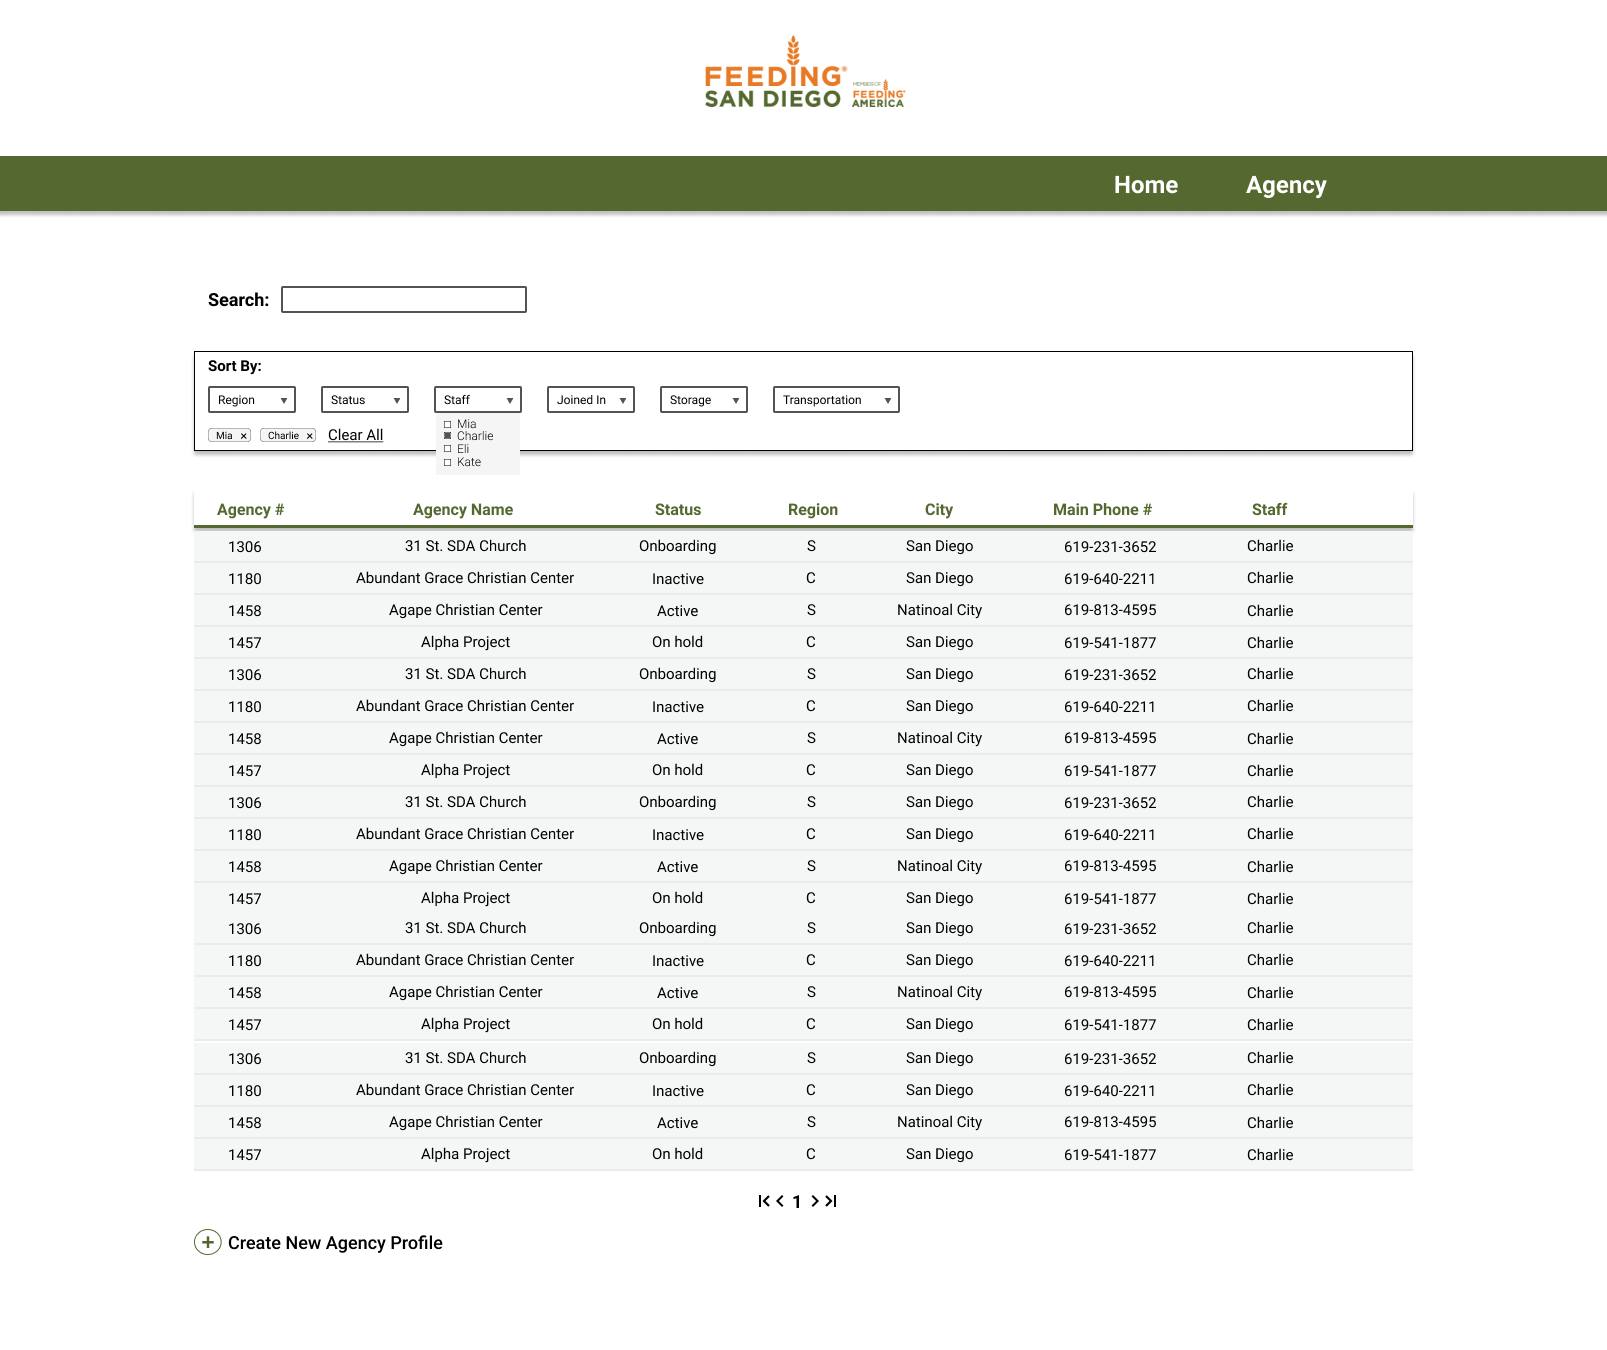 FEEDING®
SAN DIEGO
MEMBER OF
FEEDING
AMERICA
Home Agency
Search:
Sort By:
Region ▼ Status ▼ Staff ▼ Joined In ▼ Storage ▼ Transportation ▼
Mia x Charlie x Clear All
Mia
Charlie
Eli
Kate
Agency # Agency Name Status Region City Main Phone # Staff
1306 31 St. SDA Church Onboarding S San Diego 619-231-3652 Charlie
1180 Abundant Grace Christian Center Inactive C San Diego 619-640-2211 Charlie
1458 Agape Christian Center Active S Natinoal City 619-813-4595 Charlie
1457 Alpha Project On hold C San Diego 619-541-1877 Charlie
1306 31 St. SDA Church Onboarding S San Diego 619-231-3652 Charlie
1180 Abundant Grace Christian Center Inactive C San Diego 619-640-2211 Charlie
1458 Agape Christian Center Active S Natinoal City 619-813-4595 Charlie
1457 Alpha Project On hold C San Diego 619-541-1877 Charlie
1306 31 St. SDA Church Onboarding S San Diego 619-231-3652 Charlie
1180 Abundant Grace Christian Center Inactive C San Diego 619-640-2211 Charlie
1458 Agape Christian Center Active S Natinoal City 619-813-4595 Charlie
1457 Alpha Project On hold C San Diego 619-541-1877 Charlie
1306 31 St. SDA Church Onboarding S San Diego 619-231-3652 Charlie
1180 Abundant Grace Christian Center Inactive C San Diego 619-640-2211 Charlie
1458 Agape Christian Center Active S Natinoal City 619-813-4595 Charlie
1457 Alpha Project On hold C San Diego 619-541-1877 Charlie
1306 31 St. SDA Church Onboarding S San Diego 619-231-3652 Charlie
1180 Abundant Grace Christian Center Inactive C San Diego 619-640-2211 Charlie
1458 Agape Christian Center Active S Natinoal City 619-813-4595 Charlie
1457 Alpha Project On hold C San Diego 619-541-1877 Charlie
1
Create New Agency Profile